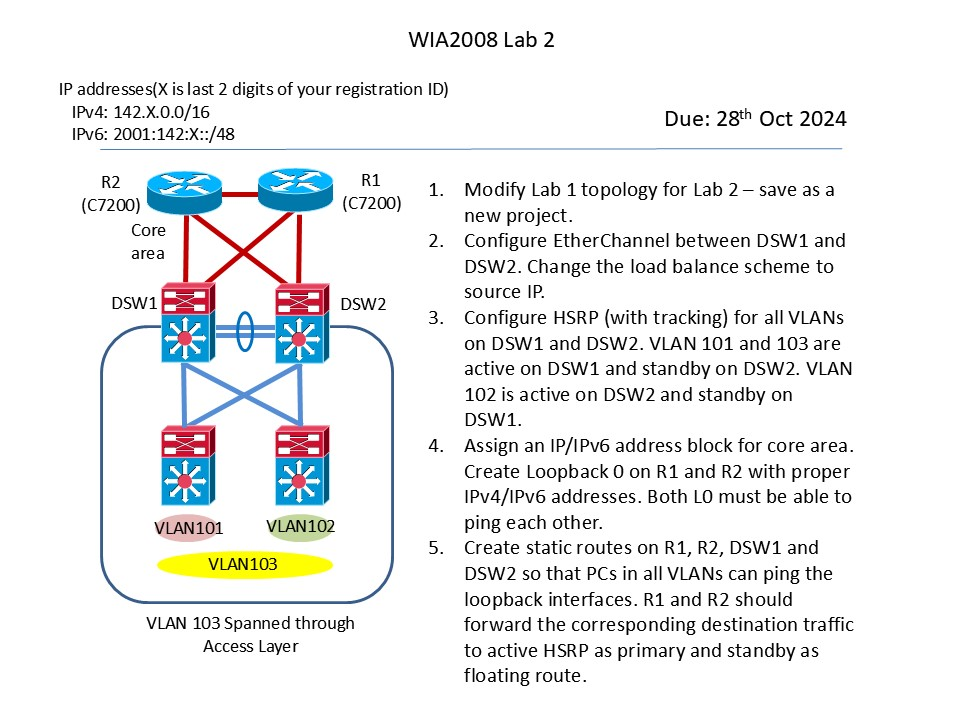 WIA2008 Lab 2
IP addresses(X is last 2 digits of your registration ID)
IPv4: 142.X.0.0/16
IPv6: 2001:142:X::/48
Due: 28th Oct 2024
R2
(C7200)
R1
(C7200)
Core
area
DSW1
DSW2
VLAN101
VLAN102
VLAN103
VLAN 103 Spanned through
Access Layer
1. Modify Lab 1 topology for Lab 2 – save as a
new project.
2. Configure EtherChannel between DSW1 and
DSW2. Change the load balance scheme to
source IP.
3. Configure HSRP (with tracking) for all VLANs
on DSW1 and DSW2. VLAN 101 and 103 are
active on DSW1 and standby on DSW2. VLAN
102 is active on DSW2 and standby on
DSW1.
4. Assign an IP/IPv6 address block for core area.
Create Loopback 0 on R1 and R2 with proper
IPv4/IPv6 addresses. Both L0 must be able to
ping each other.
5. Create static routes on R1, R2, DSW1 and
DSW2 so that PCs in all VLANs can ping the
loopback interfaces. R1 and R2 should
forward the corresponding destination traffic
to active HSRP as primary and standby as
floating route.